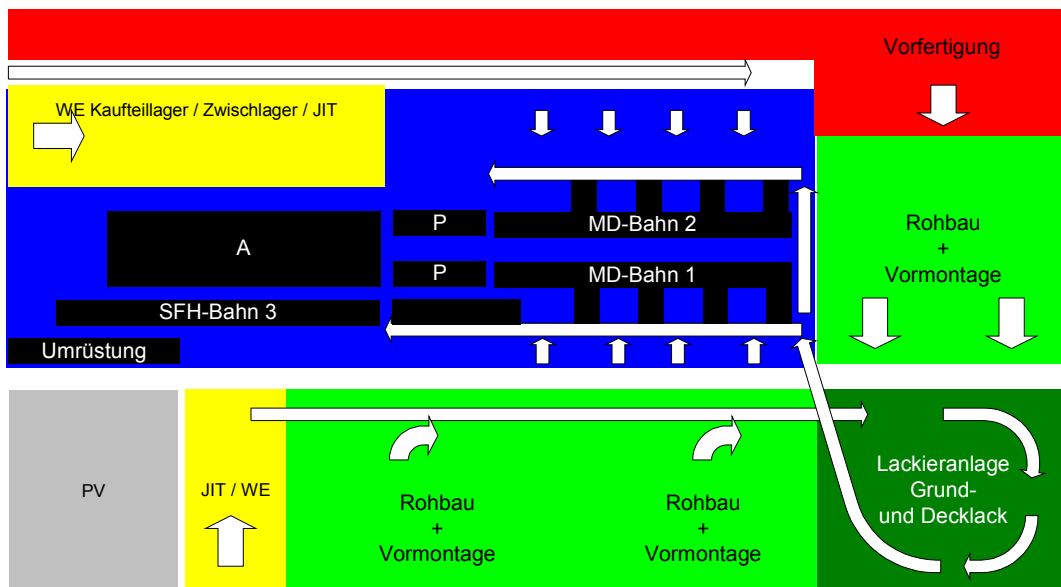 Vorfertigung
WE Kaufteillager / Zwischlager / JIT
P
MD-Bahn 2
A
Rohbau
+
Vormontage
P
MD-Bahn 1
SFH-Bahn 3
Umrüstung
PV
JIT / WE
Rohbau
+
Vormontage
Rohbau
+
Vormontage
Lackieranlage
Grund-
und Decklack